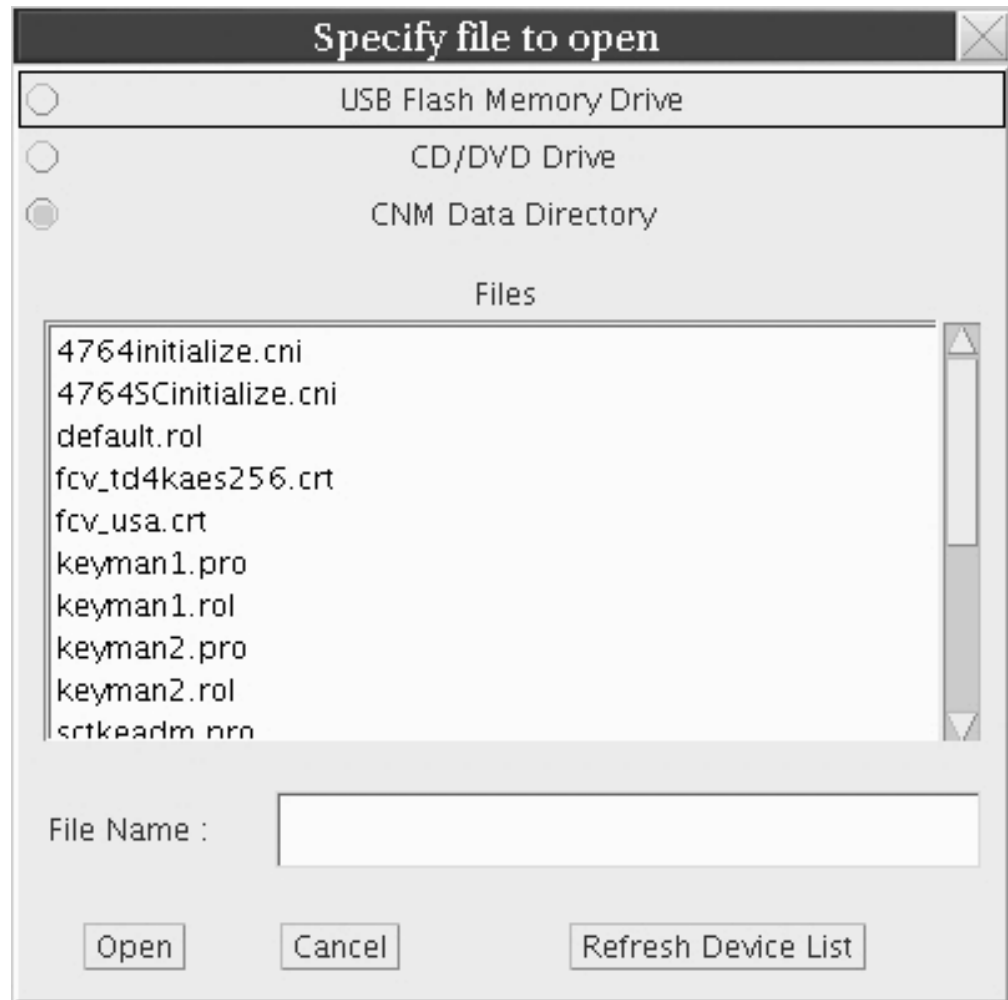 Specify file to open
USB Flash Memory Drive
CD/DVD Drive
CNM Data Directory
Files
4764initialize.cni
4764SCinitialize.cni
default.rol
fcv_td4kaes256.crt
fcv_usa.crt
keyman1.pro
keyman1.rol
keyman2.pro
keyman2.rol
sctkeadm.pro
File Name :
Open Cancel Refresh Device List